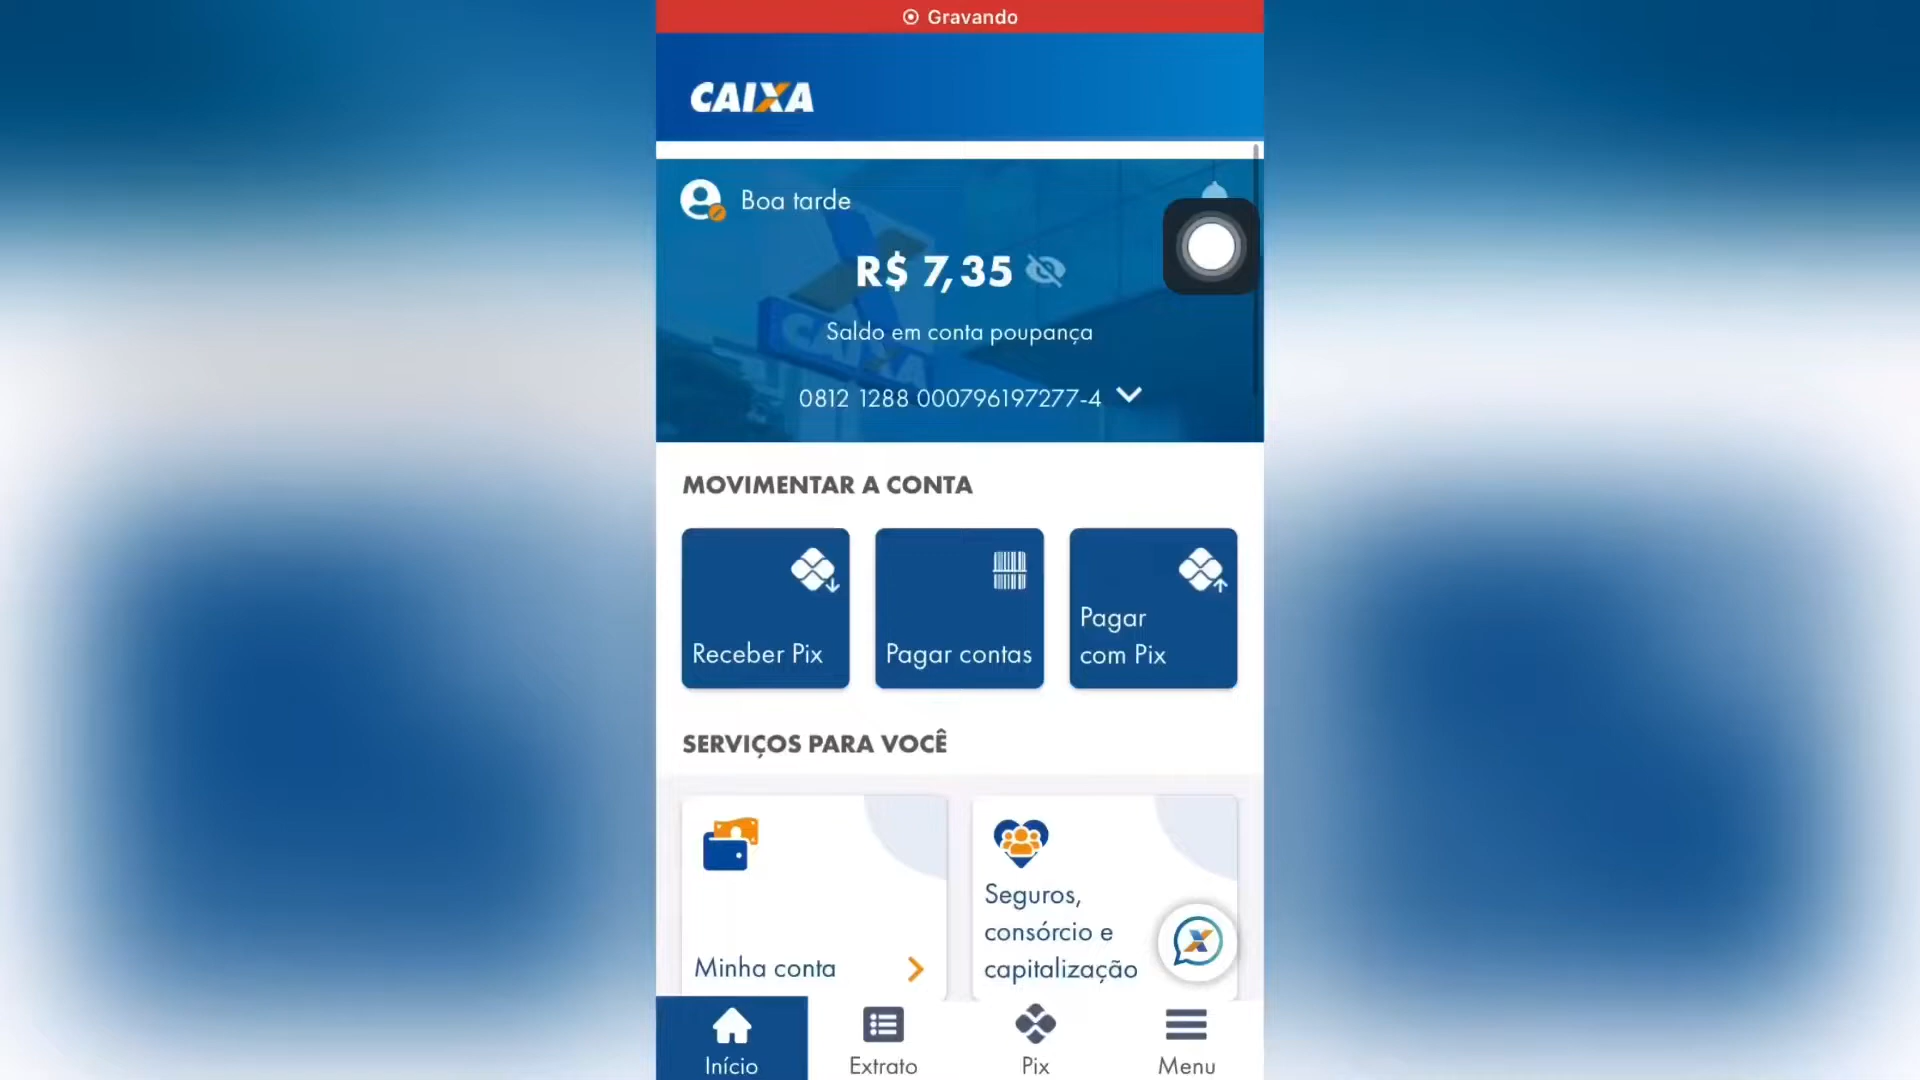 Gravando
CAIXA
Boa tarde
R$ 7,35
Saldo em conta poupança
0812 1288 000796197277-4
MOVIMENTAR A CONTA
Receber Pix
Pagar contas
Pagar
com Pix
SERVIÇOS PARA VOCÊ
Minha conta
Seguros,
consórcio e
capitalização
Início
Extrato
Pix
Menu